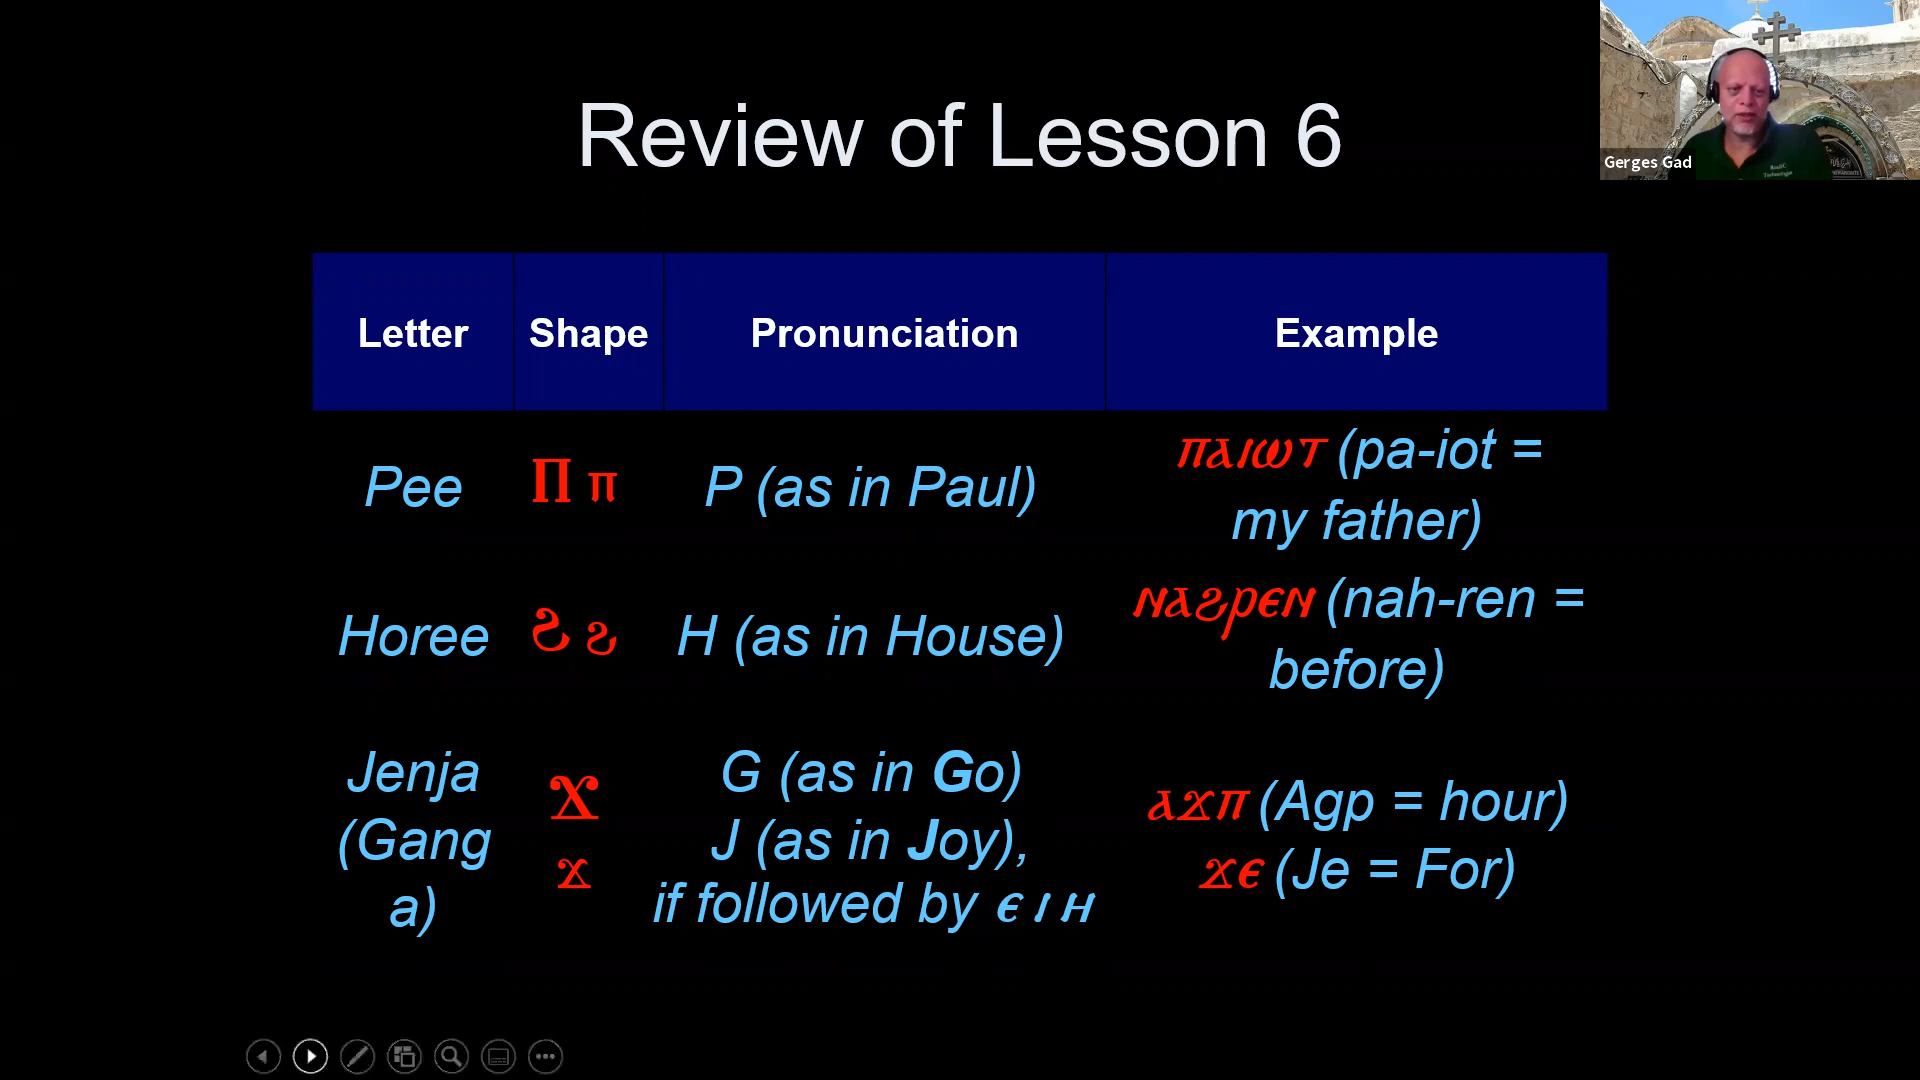 Review of Lesson 6
Gerges Gad
Letter Shape Pronunciation Example
Pee Ⲡ ⲡ P (as in Paul) ⲡⲁⲓⲱⲧ (pa-iot =
my father)
Horee Ϩ ϩ H (as in House) ⲛⲁϩⲣⲉⲛ (nah-ren =
before)
Jenja
(Gang
a)
Ϫ
ϫ
G (as in Go)
J (as in Joy),
if followed by ⲉ ⲓ ⲏ
ⲁϫⲡ (Agp = hour)
ϫⲉ (Je = For)